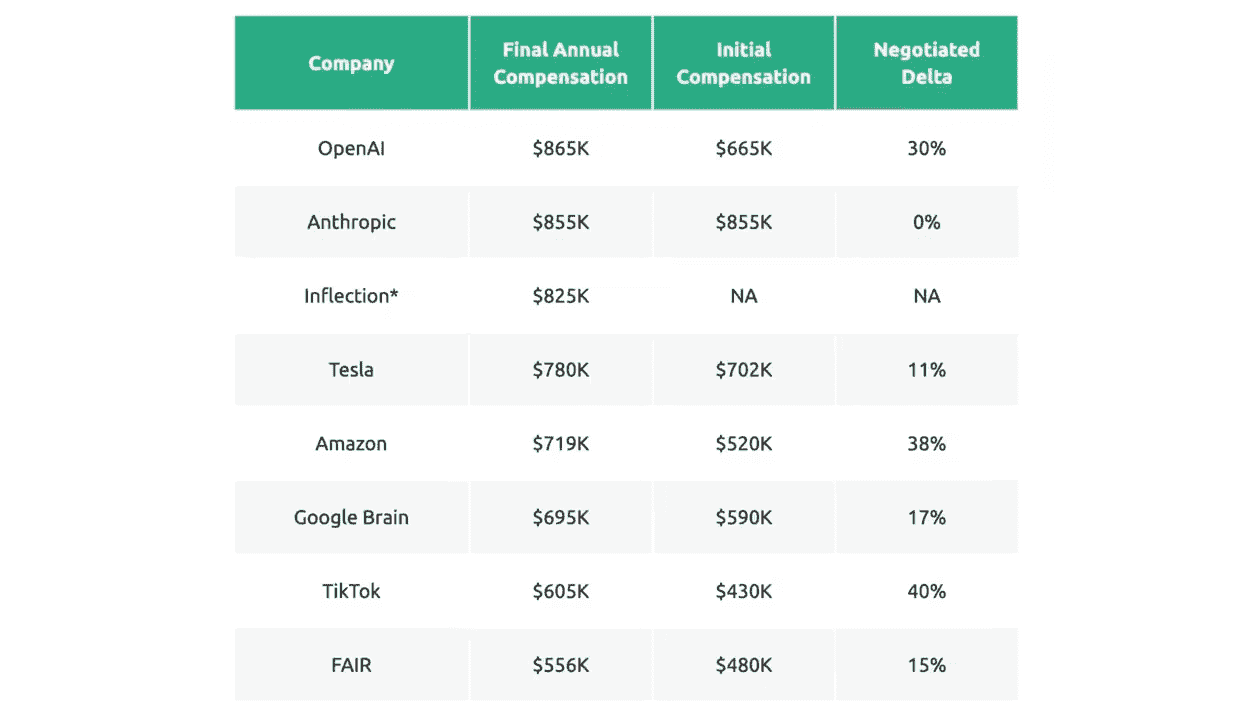 Company Final Annual Compensation Initial Compensation Negotiated Delta
OpenAI $865K $665K 30%
Anthropic $855K $855K 0%
Inflection* $825K NA NA
Tesla $780K $702K 11%
Amazon $719K $520K 38%
Google Brain $695K $590K 17%
TikTok $605K $430K 40%
FAIR $556K $480K 15%